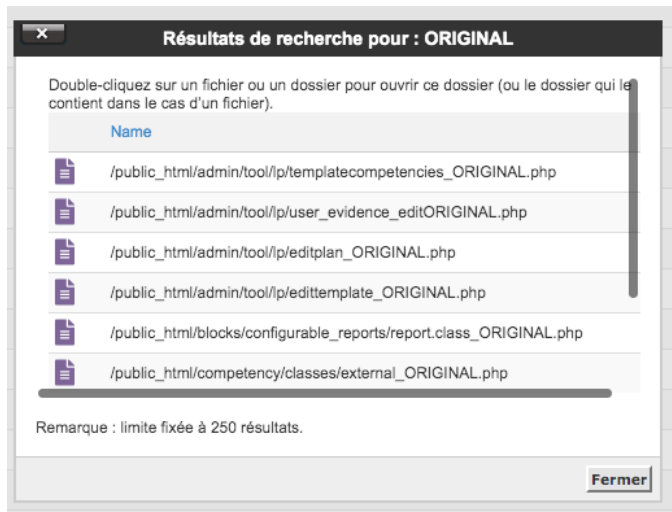 ×
Résultats de recherche pour : ORIGINAL
Double-cliquez sur un fichier ou un dossier pour ouvrir ce dossier (ou le dossier qui le
contient dans le cas d'un fichier).
Name
/public_html/admin/tool/lp/templatecompetencies_ORIGINAL.php
/public_html/admin/tool/lp/user_evidence_editORIGINAL.php
/public_html/admin/tool/lp/editplan_ORIGINAL.php
/public_html/admin/tool/lp/edittemplate_ORIGINAL.php
/public_html/blocks/configurable_reports/report.class_ORIGINAL.php
/public_html/competency/classes/external_ORIGINAL.php
Remarque : limite fixée à 250 résultats.
Fermer